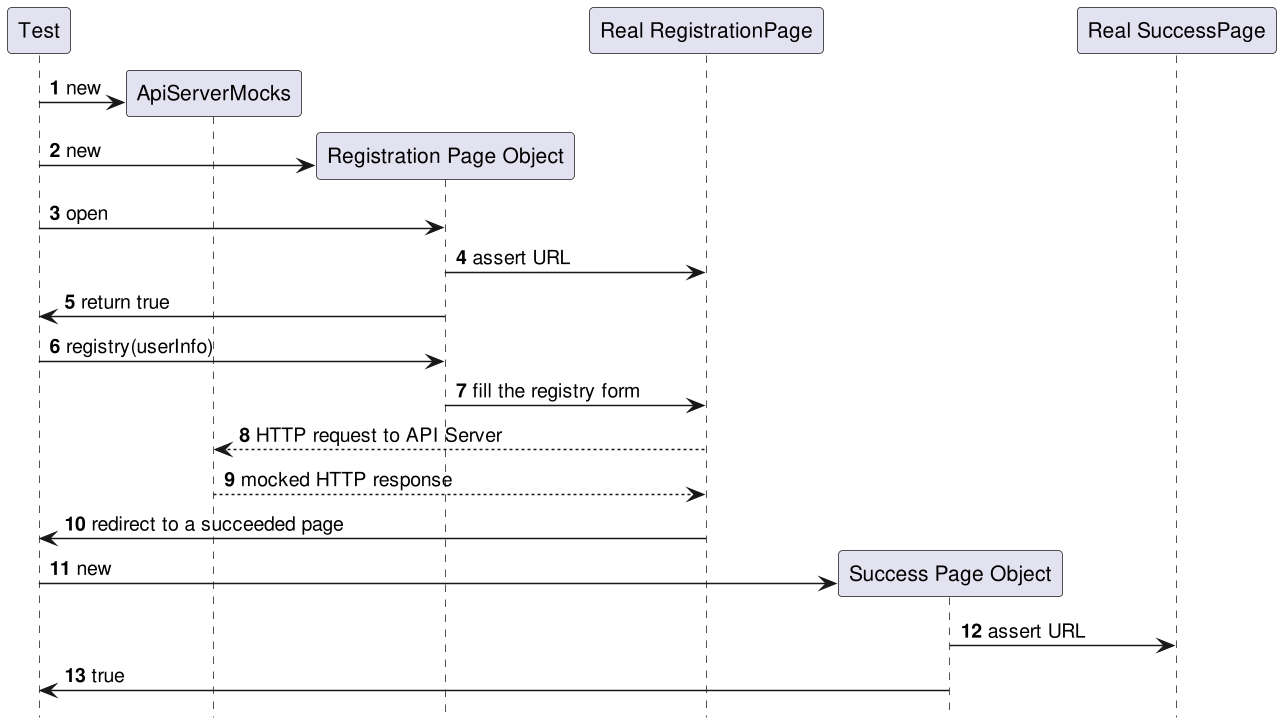 Test
Real RegistrationPage
Real SuccessPage
1 new
ApiServerMocks
2 new
Registration Page Object
3 open
4 assert URL
5 return true
6 registry(userInfo)
7 fill the registry form
8 HTTP request to API Server
9 mocked HTTP response
10 redirect to a succeeded page
11 new
Success Page Object
12 assert URL
13 true